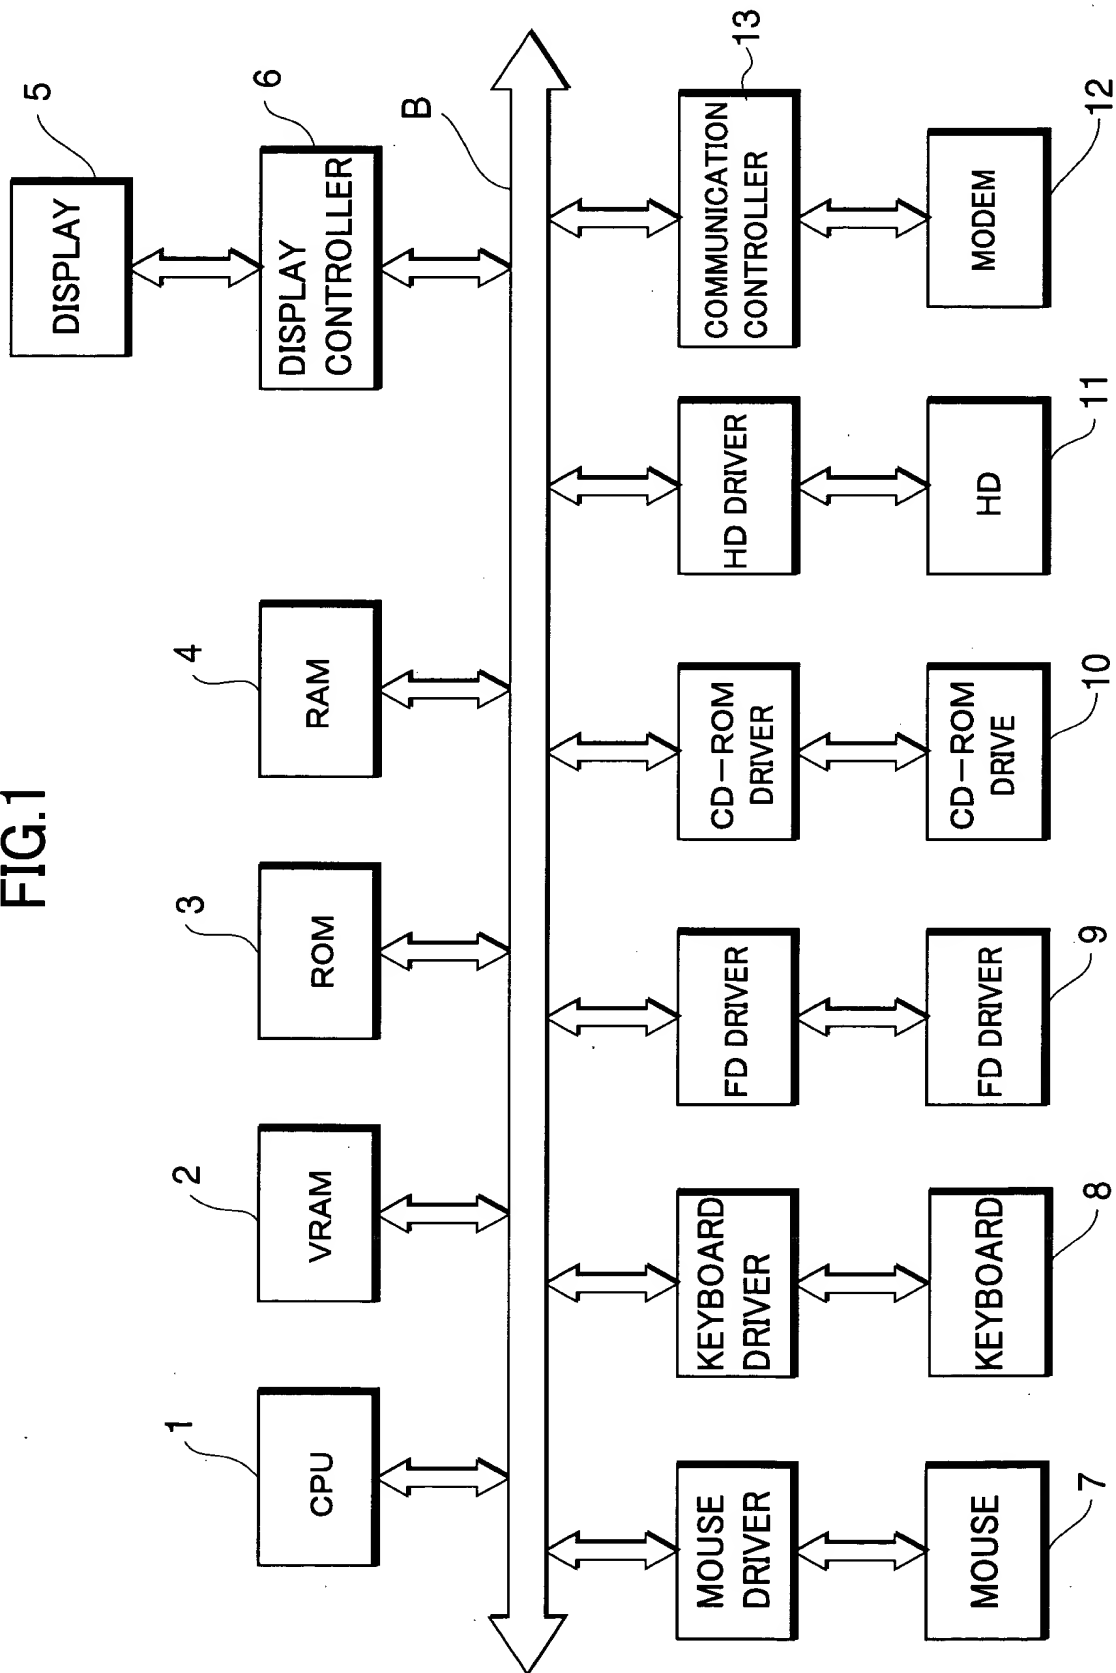 FIG.1
5
DISPLAY
1
2
3
4
6
CPU
VRAM
ROM
RAM
DISPLAY
CONTROLLER
B
MOUSE
DRIVER
KEYBOARD
DRIVER
FD DRIVER
CD-ROM
DRIVER
HD DRIVER
COMMUNICATION
CONTROLLER
13
MOUSE
KEYBOARD
FD DRIVER
CD-ROM
DRIVE
HD
MODEM
7
8
9
10
11
12